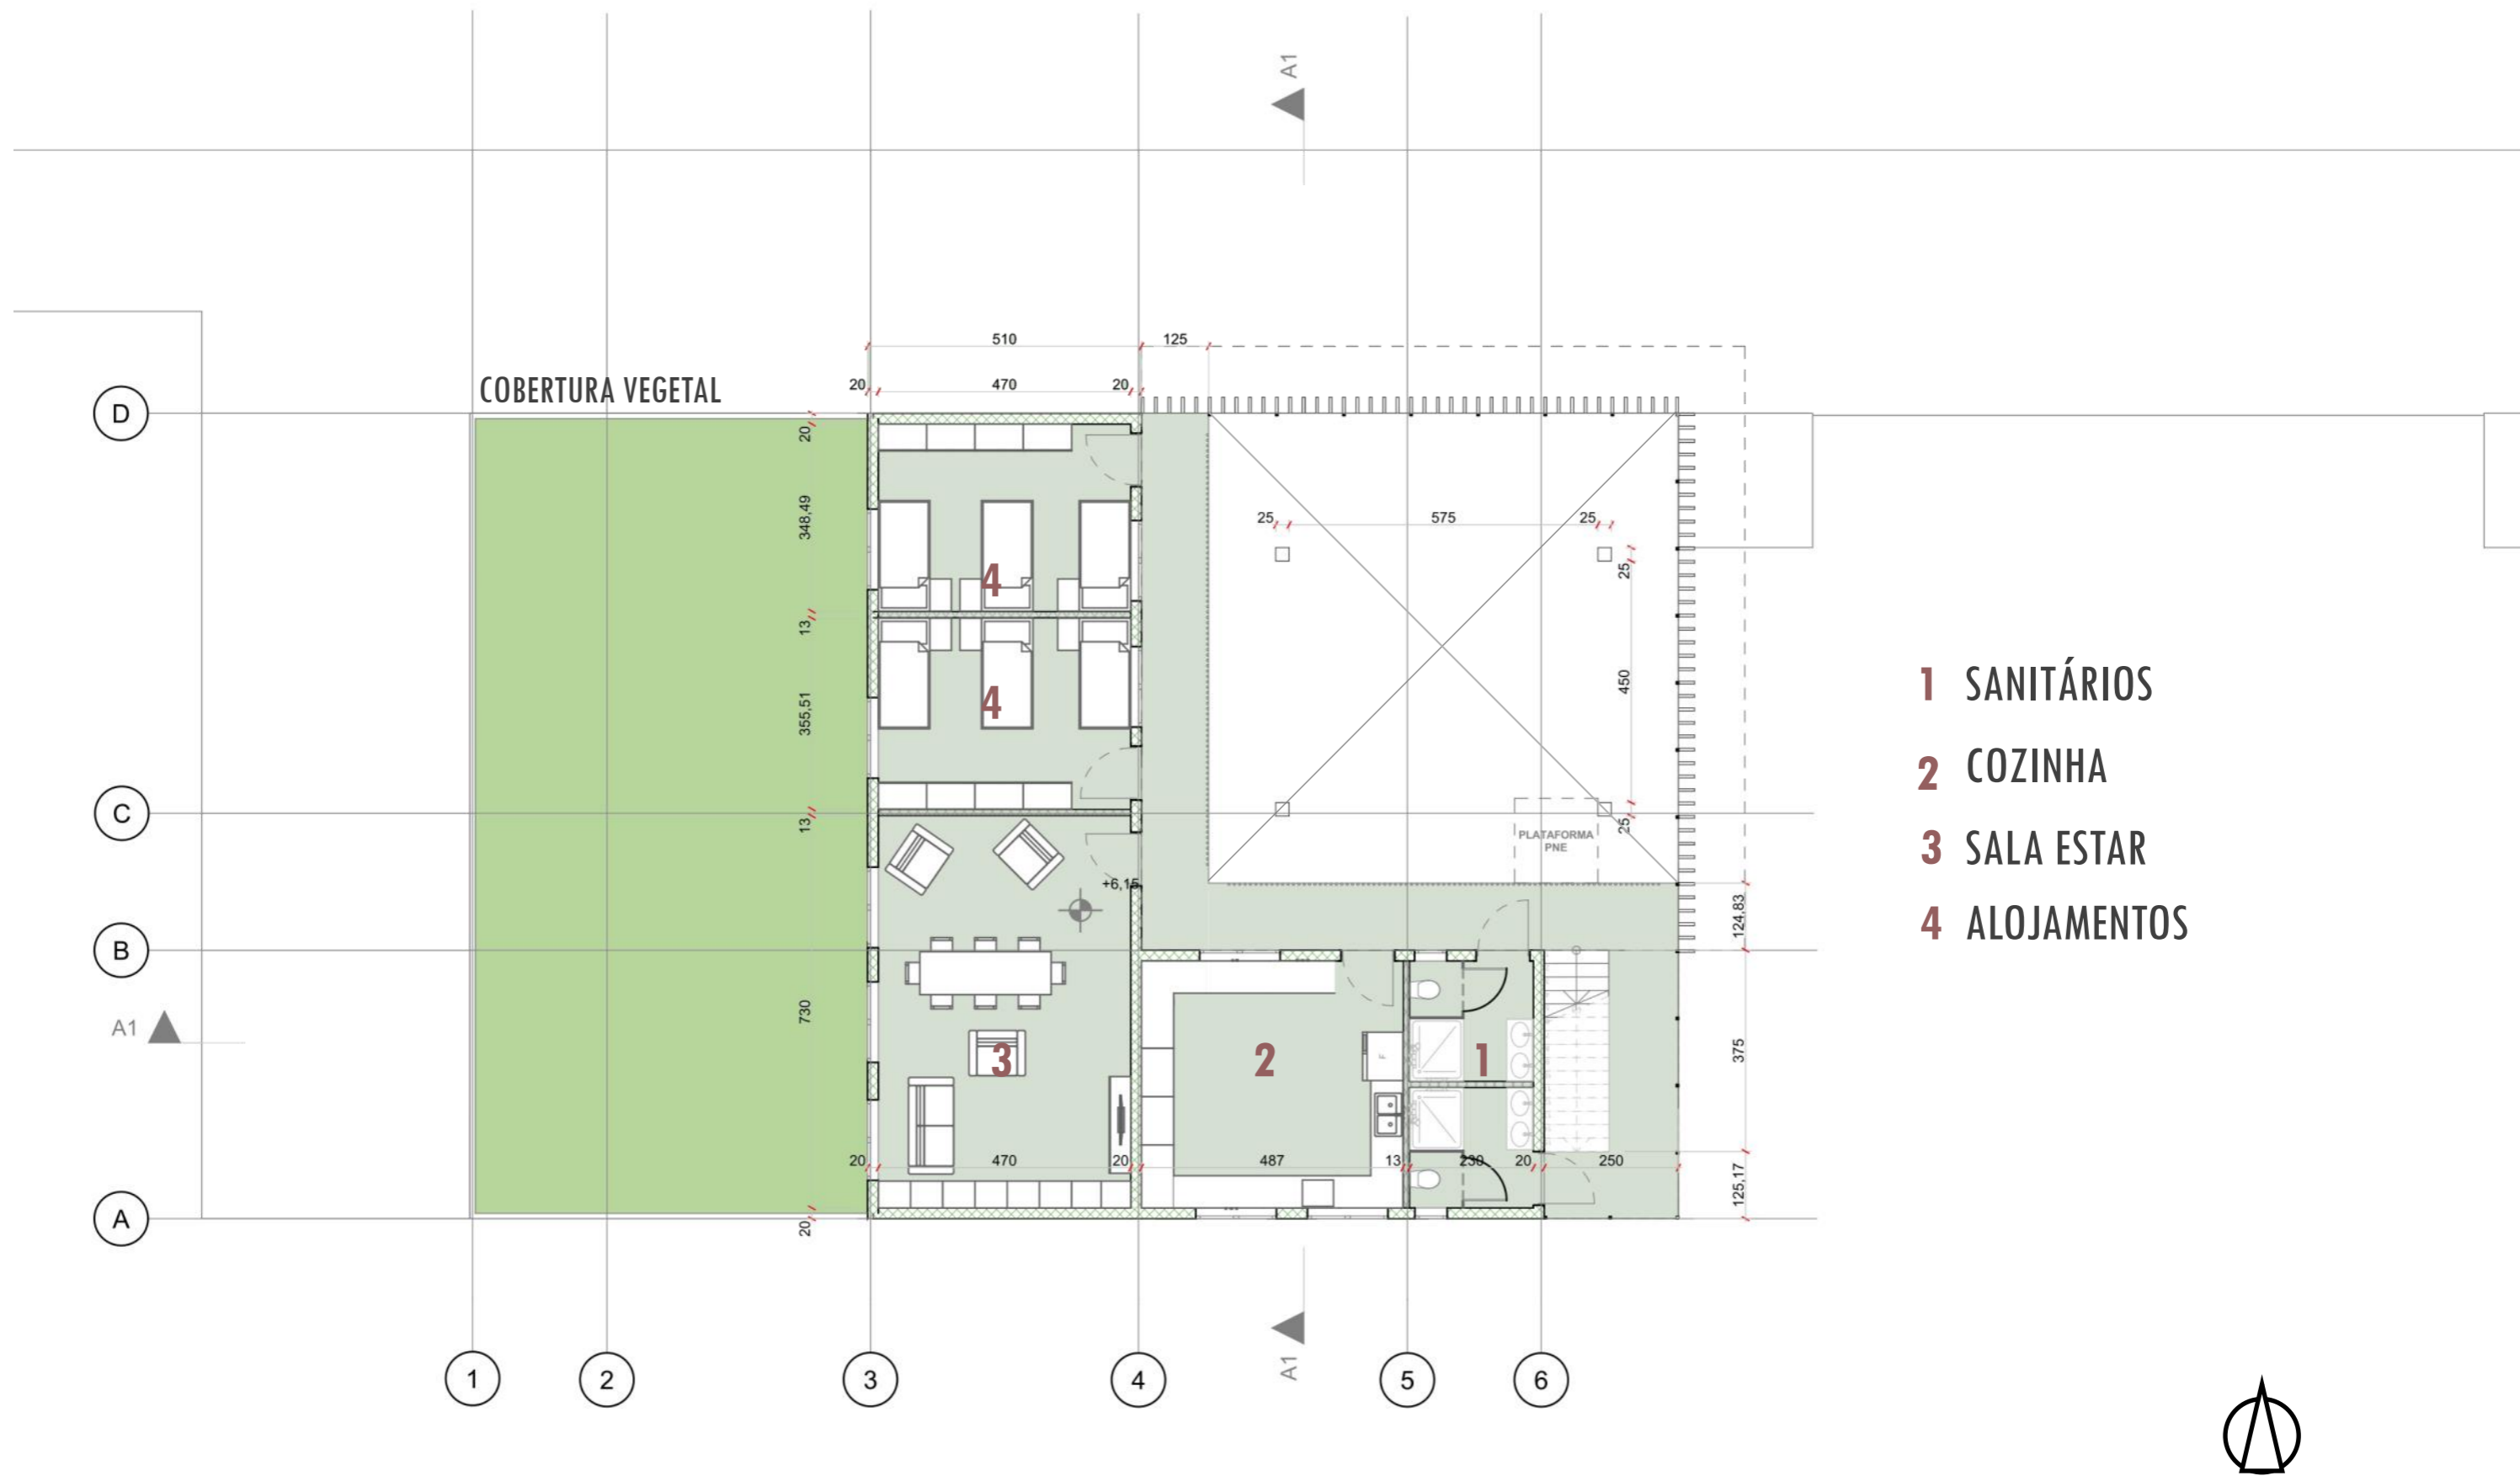 A1
510
125
COBERTURA VEGETAL
20
470
20
D
20
348,49
25
575
25
4
25
13
1 SANITÁRIOS
4
450
355,51
2 COZINHA
C
13
25
PLATAFORMA
PNE
3 SALA ESTAR
+6,15
124,83
4 ALOJAMENTOS
B
730
A1
F
3
2
1
375
20
470
20
487
13
230
20
250
125,17
A
20
A1
1
2
3
4
5
6